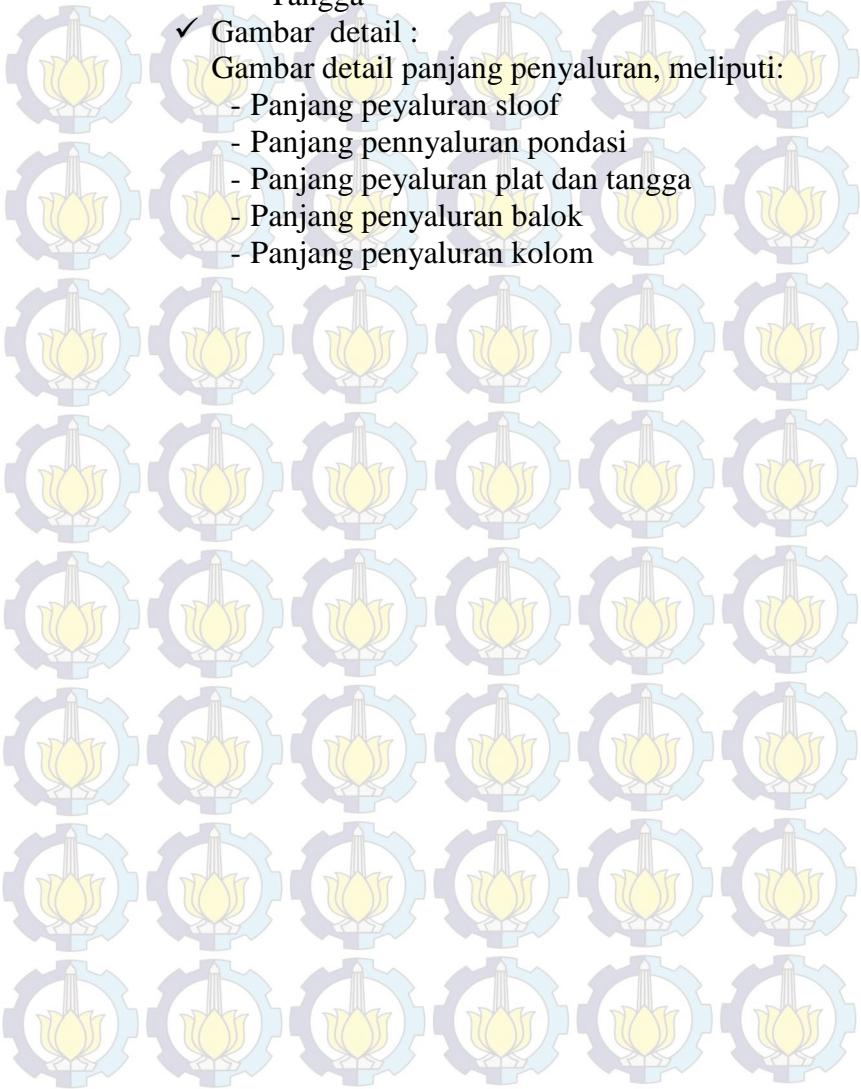 Tangga
✓ Gambar detail :
Gambar detail panjang penyaluran, meliputi:
- Panjang peyaluran sloof
- Panjang pennyaluran pondasi
- Panjang peyaluran plat dan tangga
- Panjang penyaluran balok
- Panjang penyaluran kolom